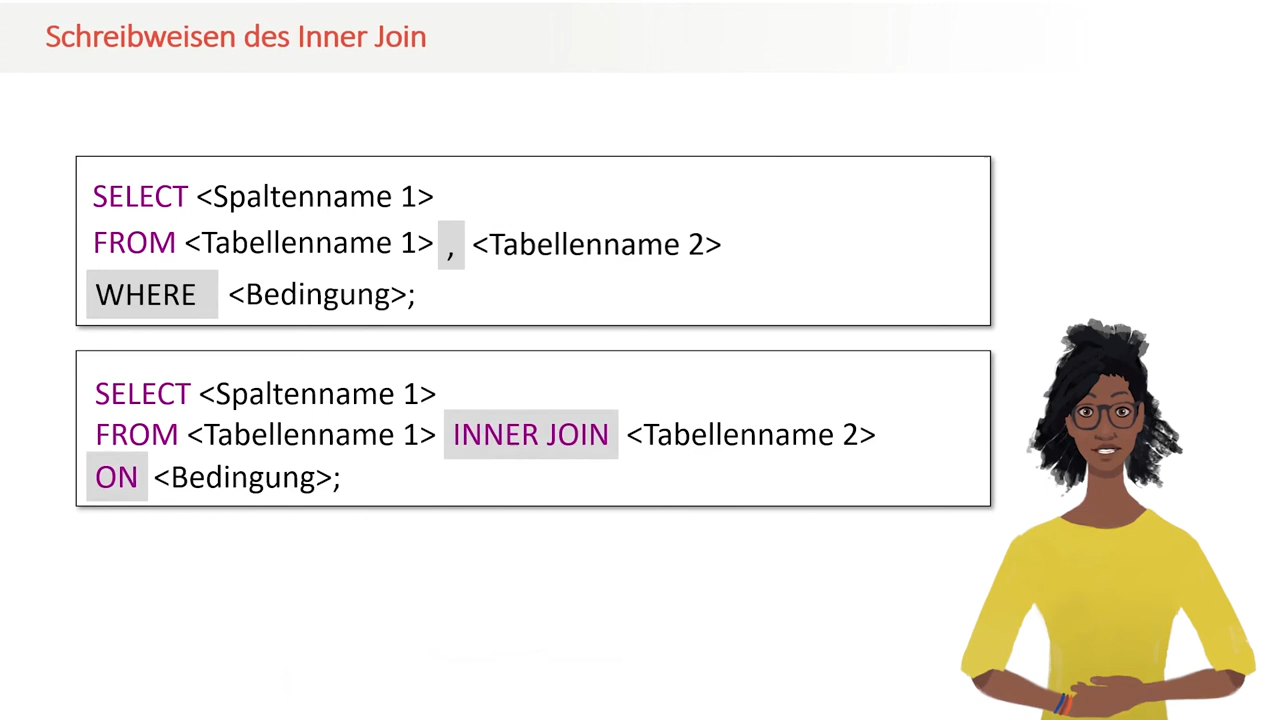 Schreibweisen des Inner Join
SELECT <Spaltenname 1>
FROM <Tabellenname 1> , <Tabellenname 2>
WHERE <Bedingung>;
SELECT <Spaltenname 1>
FROM <Tabellenname 1> INNER JOIN <Tabellenname 2>
ON <Bedingung>;